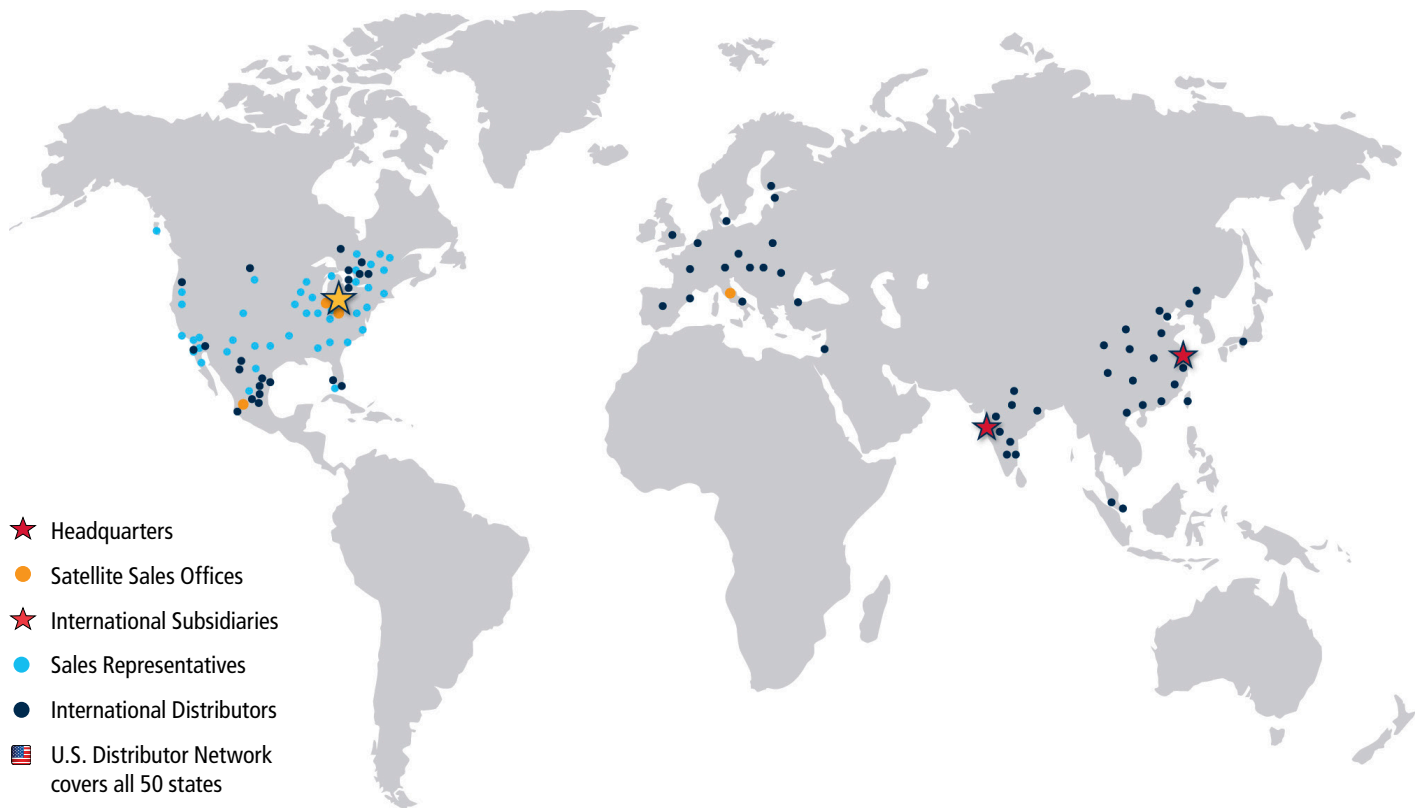 Headquarters
Satellite Sales Offices
International Subsidiaries
Sales Representatives
International Distributors
U.S. Distributor Network
covers all 50 states